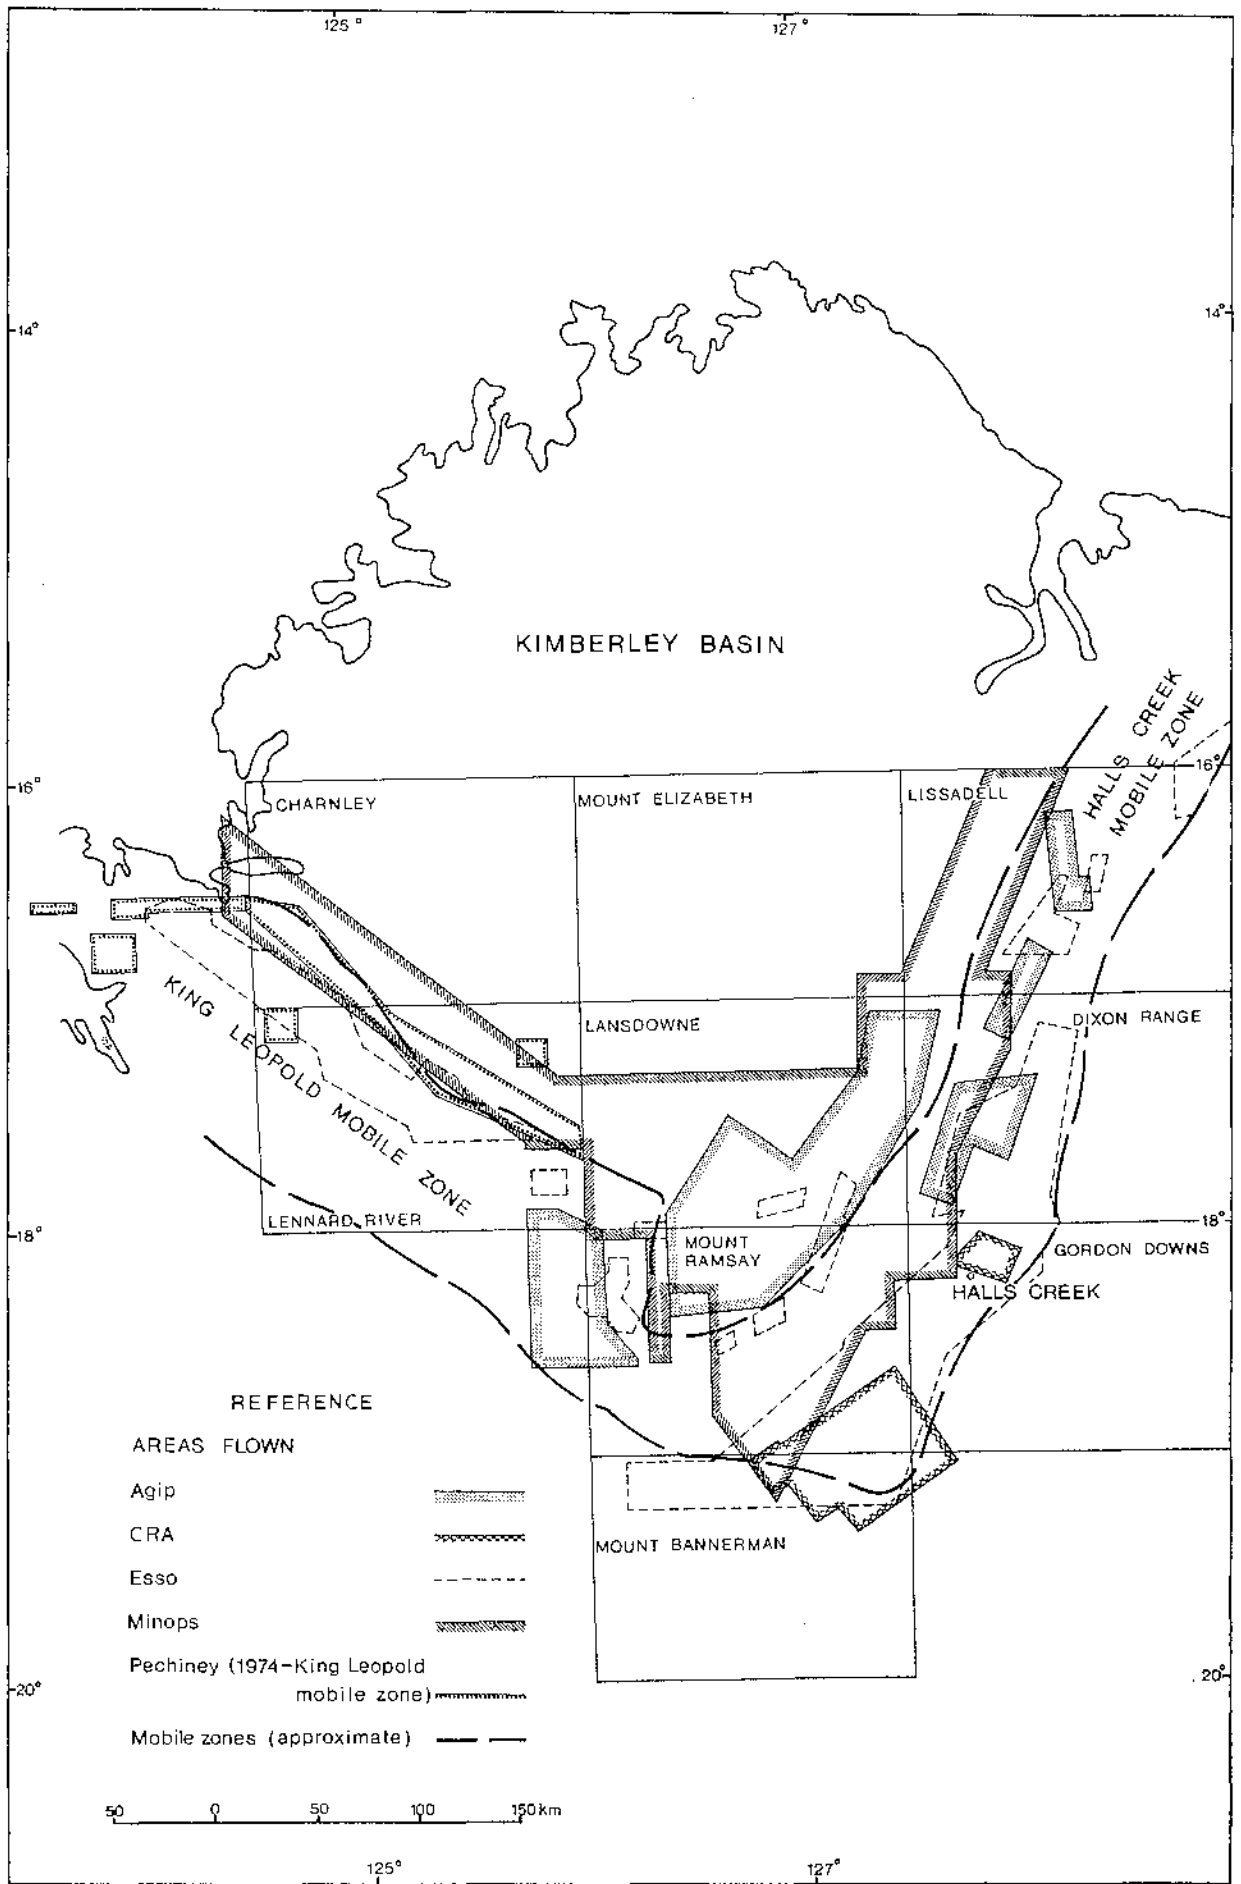 125°
127°
14°
14°
KIMBERLEY BASIN
HALLS CREEK
MOBILE ZONE
16°
16°
CHARNLEY
MOUNT ELIZABETH
LISSADELL
KING LEOPOLD MOBILE ZONE
LANSDOWNE
DIXON RANGE
LENNARD RIVER
18°
18°
MOUNT
RAMSAY
GORDON DOWNS
HALLS CREEK
REFERENCE
AREAS FLOWN
Agip
CRA
Esso
MOUNT BANNERMAN
Minops
Pechiney (1974-King Leopold
mobile zone)
20°
20°
Mobile zones (approximate)
50 0 50 100 150 km
125°
127°